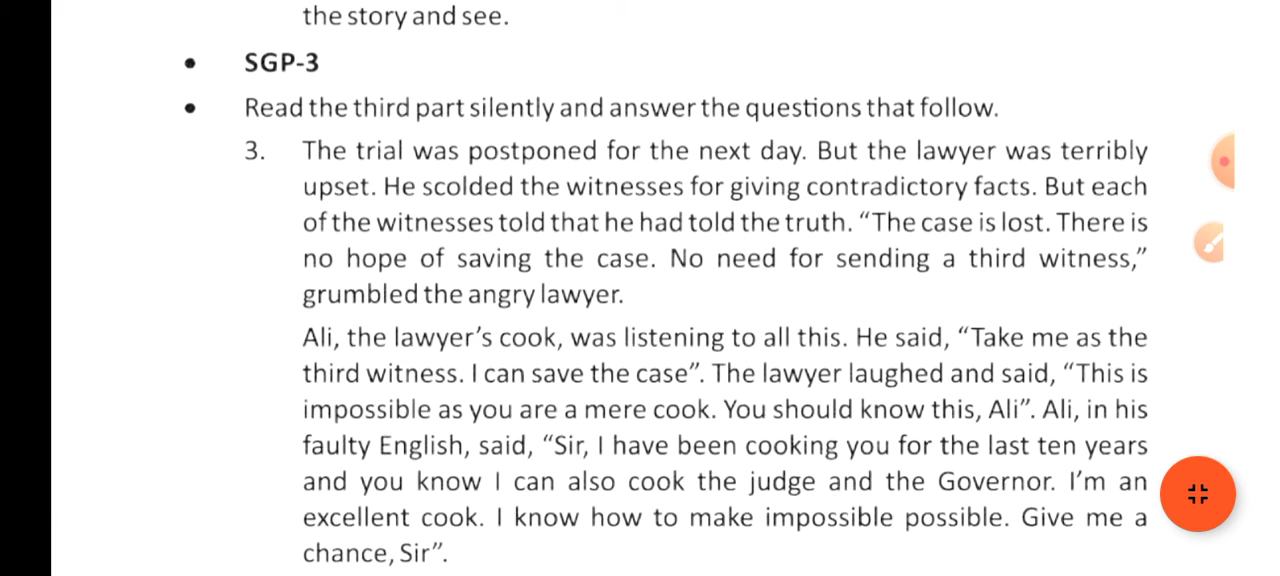 the story and see.
• SGP-3
• Read the third part silently and answer the questions that follow.
3. The trial was postponed for the next day. But the lawyer was terribly
upset. He scolded the witnesses for giving contradictory facts. But each
of the witnesses told that he had told the truth. “The case is lost. There is
no hope of saving the case. No need for sending a third witness,”
grumbled the angry lawyer.
Ali, the lawyer’s cook, was listening to all this. He said, “Take me as the
third witness. I can save the case”. The lawyer laughed and said, “This is
impossible as you are a mere cook. You should know this, Ali”. Ali, in his
faulty English, said, “Sir, I have been cooking you for the last ten years
and you know I can also cook the judge and the Governor. I’m an
excellent cook. I know how to make impossible possible. Give me a
chance, Sir”.